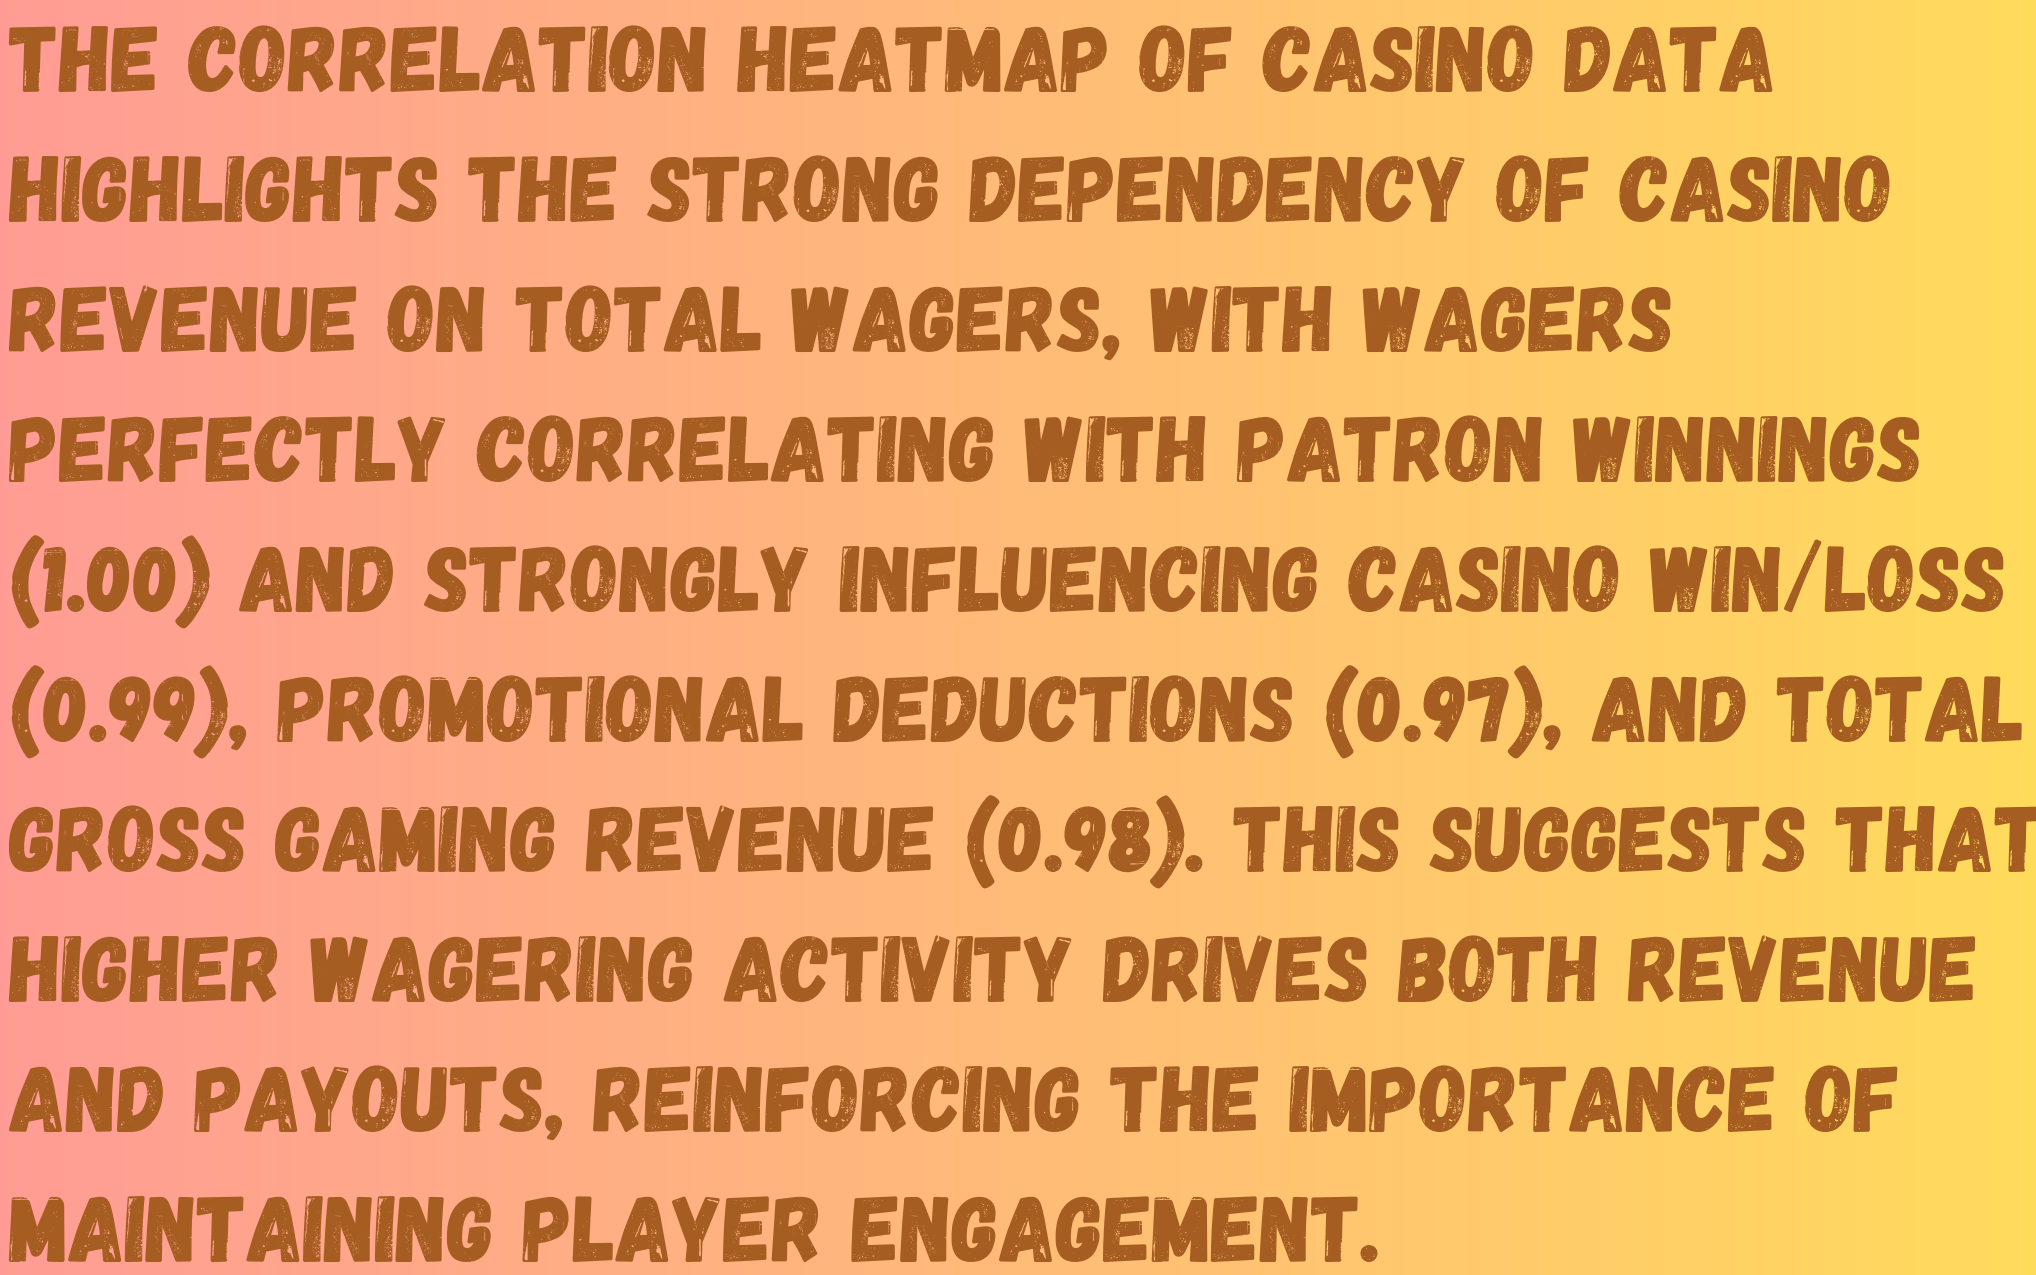 THE CORRELATION HEATMAP OF CASINO DATA
HIGHLIGHTS THE STRONG DEPENDENCY OF CASINO
REVENUE ON TOTAL WAGERS, WITH WAGERS
PERFECTLY CORRELATING WITH PATRON WINNINGS
(1.00) AND STRONGLY INFLUENCING CASINO WIN/LOSS
(0.99), PROMOTIONAL DEDUCTIONS (0.97), AND TOTAL
GROSS GAMING REVENUE (0.98). THIS SUGGESTS THAT
HIGHER WAGERING ACTIVITY DRIVES BOTH REVENUE
AND PAYOUTS, REINFORCING THE IMPORTANCE OF
MAINTAINING PLAYER ENGAGEMENT.